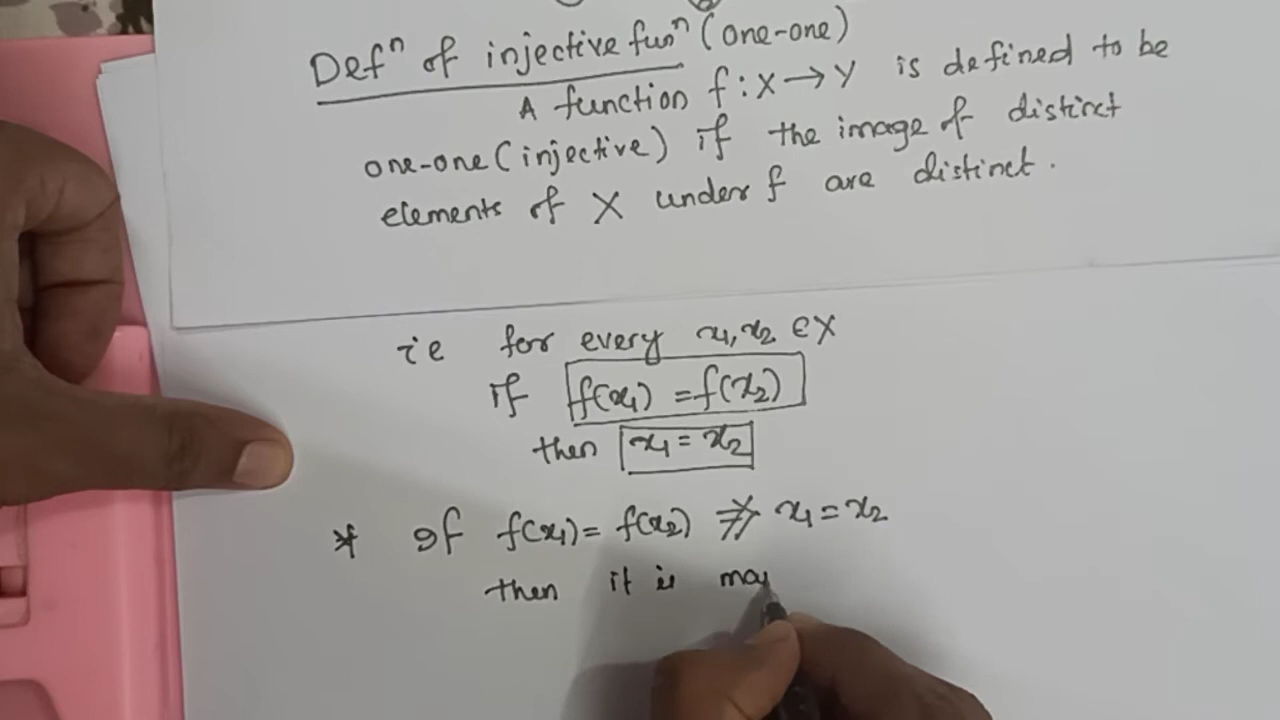 Defⁿ of injective funⁿ (one-one)
A function f : X → Y is defined to be
one-one (injective) if the image of distinct
elements of X under f are distinct.
ie for every x₁, x₂ ∈ X
if f(x₁) = f(x₂)
then x₁ = x₂
* If f(x₁) = f(x₂) ⇏ x₁ = x₂
then it is